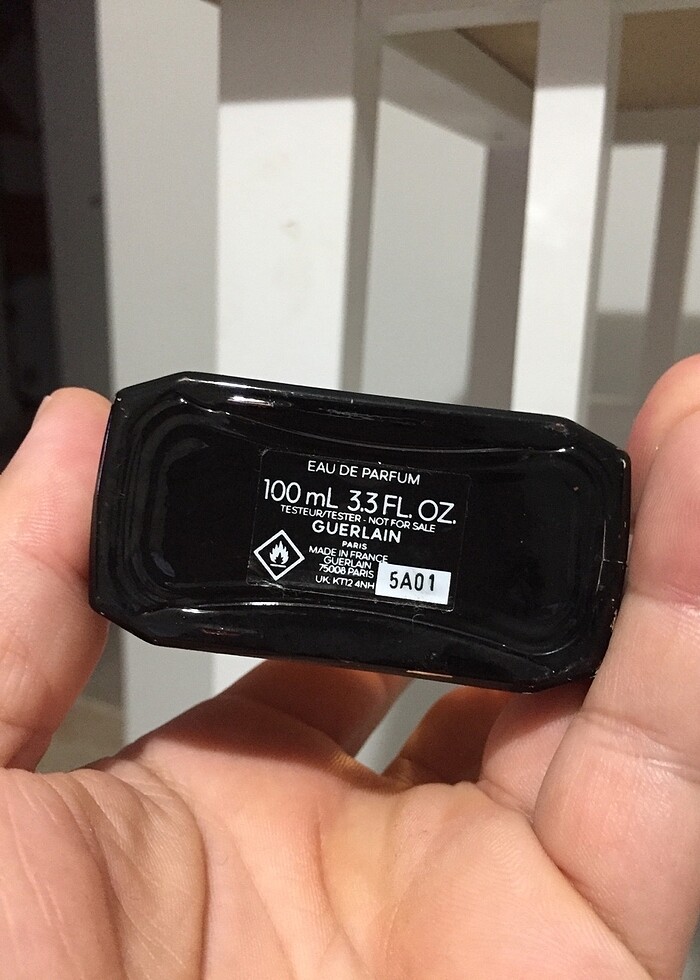 EAU DE PARFUM
100 mL 3.3 FL. OZ.
TESTEUR/TESTER - NOT FOR SALE
GUERLAIN
PARIS
MADE IN FRANCE
GUERLAIN
75008 PARIS
UK: KT12 4NH
5A01